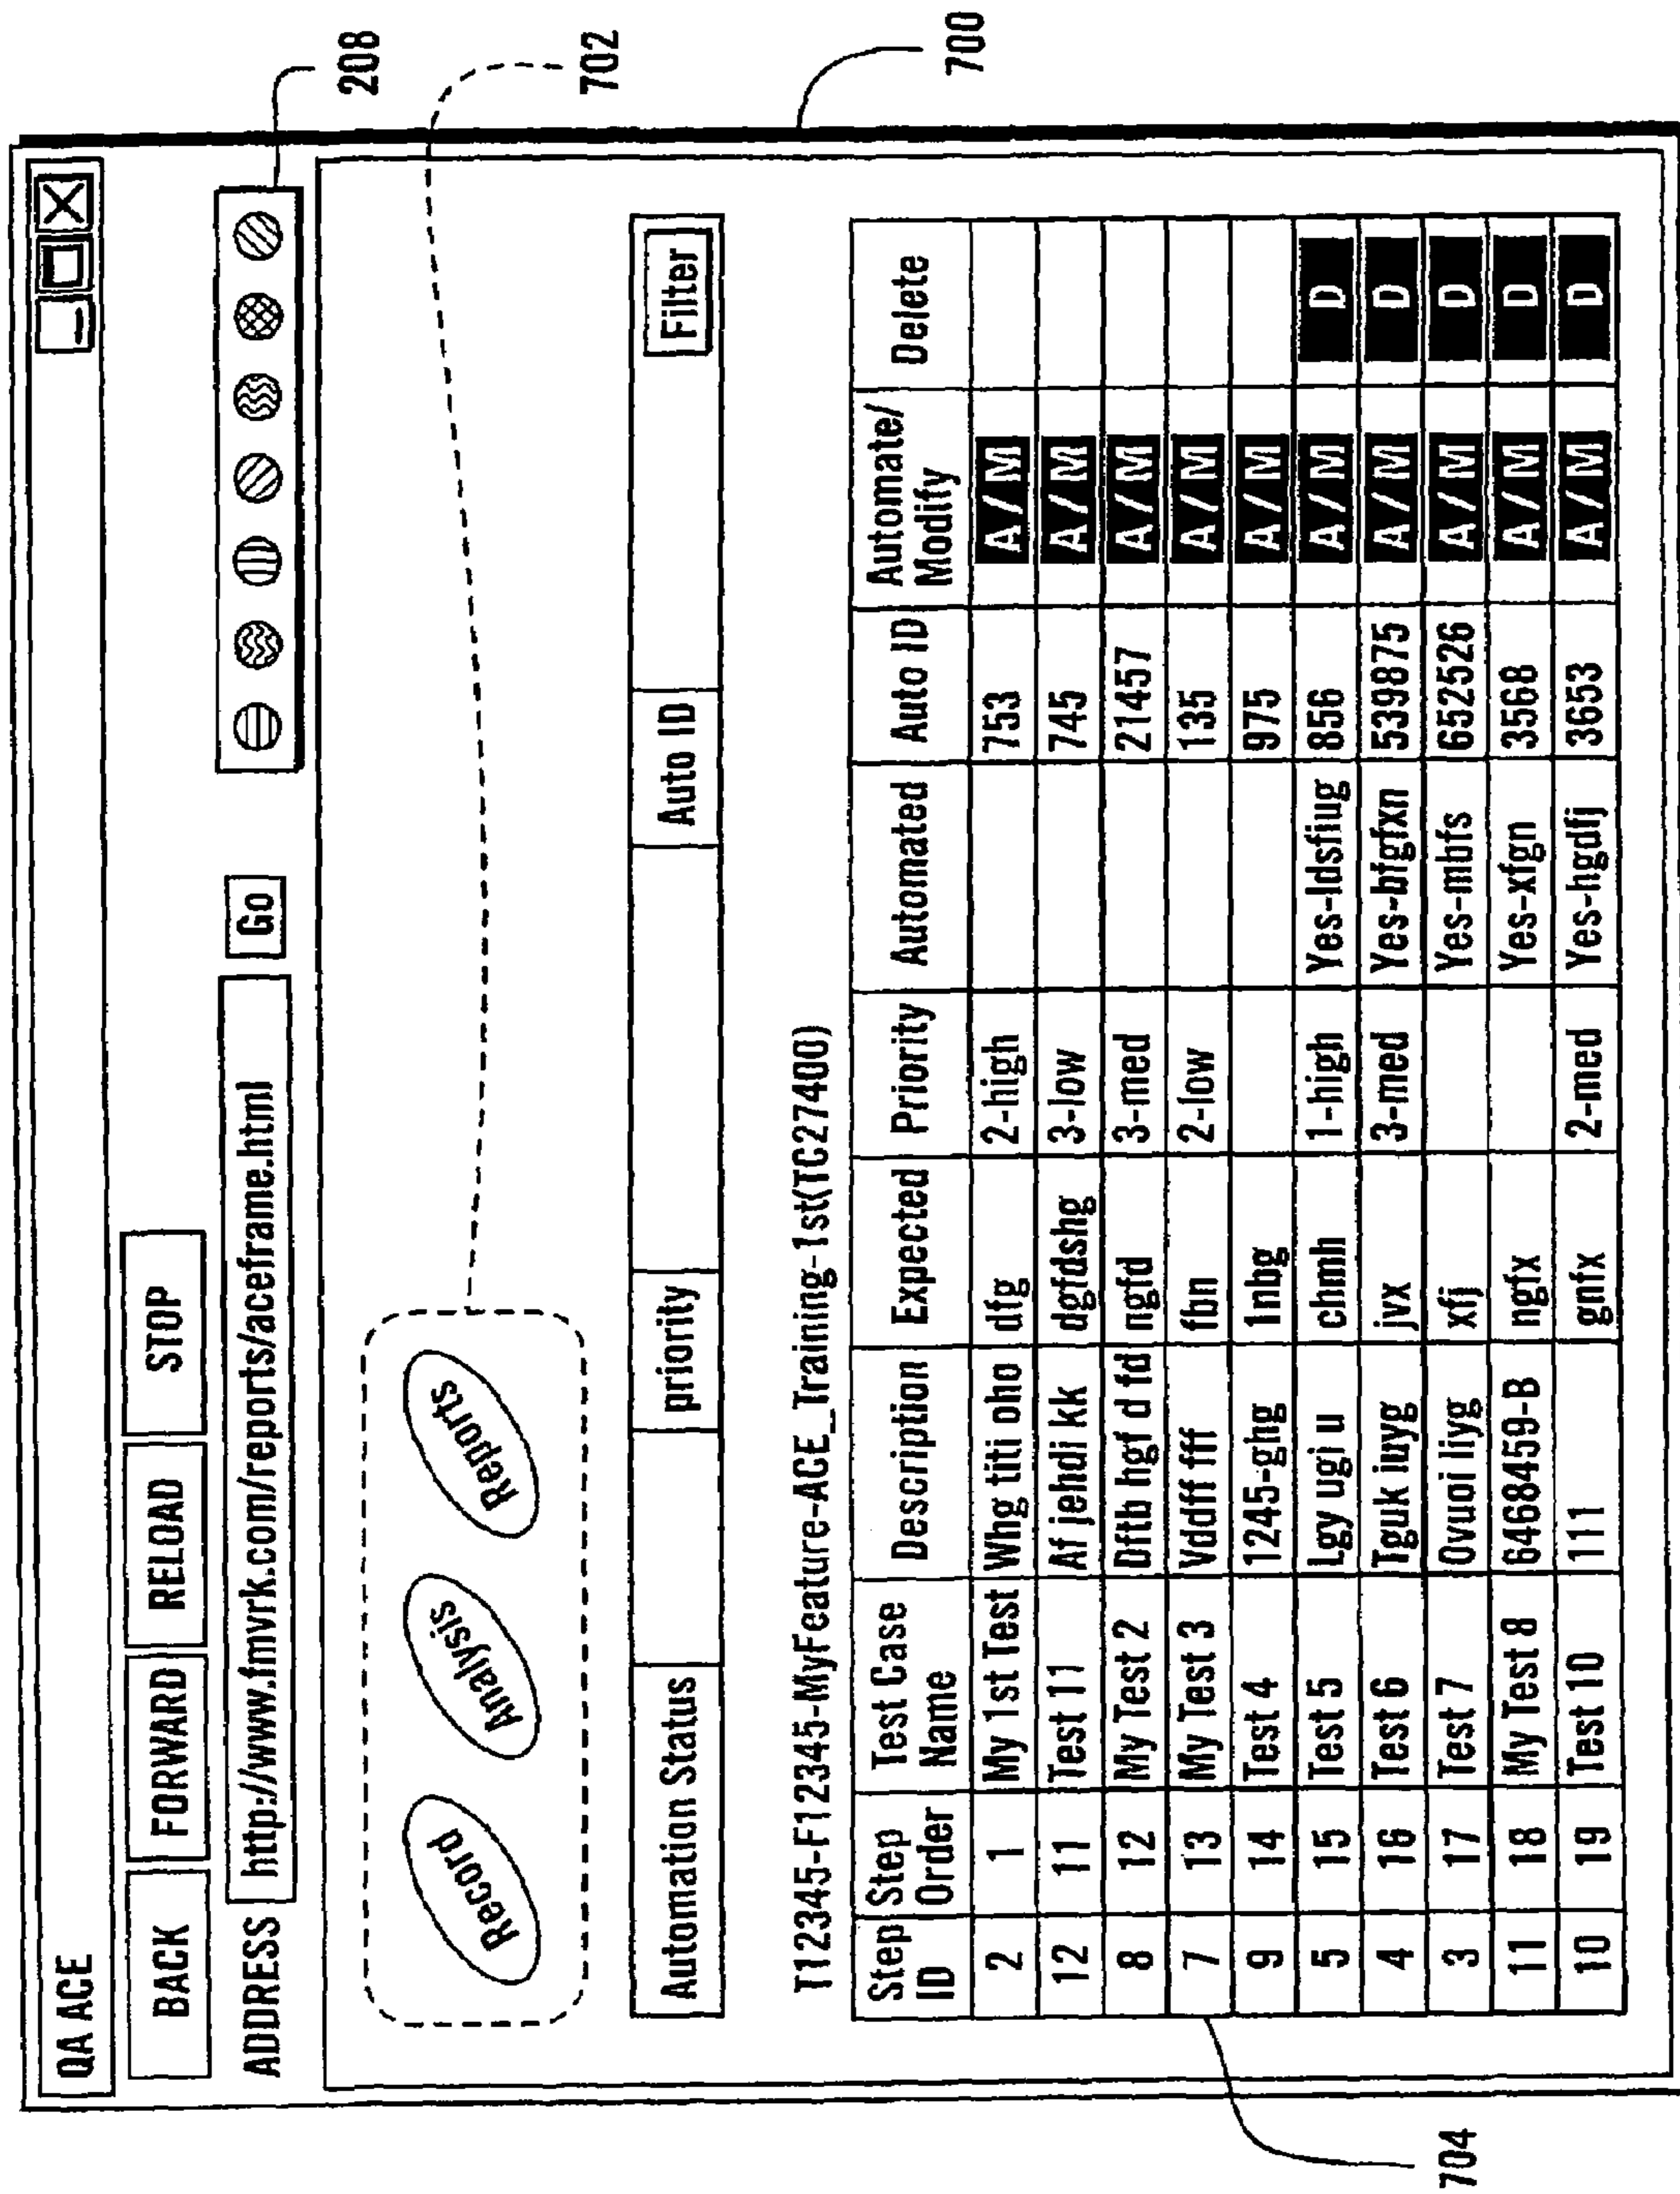 QA ACE
BACK FORWARD RELOAD STOP
ADDRESS http://www.fmvrk.com/reports/aceframe.html Go
208
Record Analysis Reports
702
Automation Status priority Auto ID Filter
T12345-F12345-MyFeature-ACE_Training-1st(TC27400)
700
Step ID Step Order Test Case Name Description Expected Priority Automated Auto ID Automate/Modify Delete
2 1 My 1st Test Whg titi oho dfg 2-high 753 A/M
12 11 Test 11 Af jehdi kk dgfdshg 3-low 745 A/M
8 12 My Test 2 Dftb hgf d fd ngfd 3-med 21457 A/M
7 13 My Test 3 Vddff fff fbn 2-low 135 A/M
9 14 Test 4 1245-ghg 1nbg 975 A/M
5 15 Test 5 Lgy ugi u chmh 1-high Yes-ldsfiug 856 A/M D
4 16 Test 6 Tguk iuyg jvx 3-med Yes-bfgfxn 539875 A/M D
3 17 Test 7 Ovuoi liyg xfj Yes-mbfs 652526 A/M D
11 18 My Test 8 6468459-B ngfx Yes-xfgn 3568 A/M D
10 19 Test 10 111 gnfx 2-med Yes-hgdfj 3653 A/M D
704